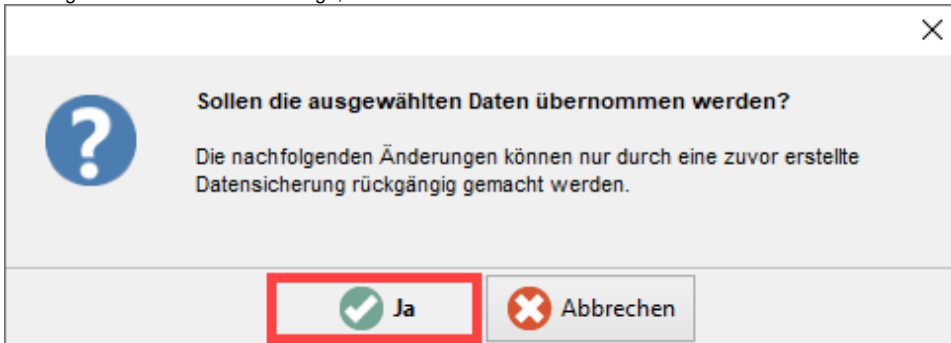 Sollen die ausgewählten Daten übernommen werden?
Die nachfolgenden Änderungen können nur durch eine zuvor erstellte
Datensicherung rückgängig gemacht werden.
Ja
Abbrechen